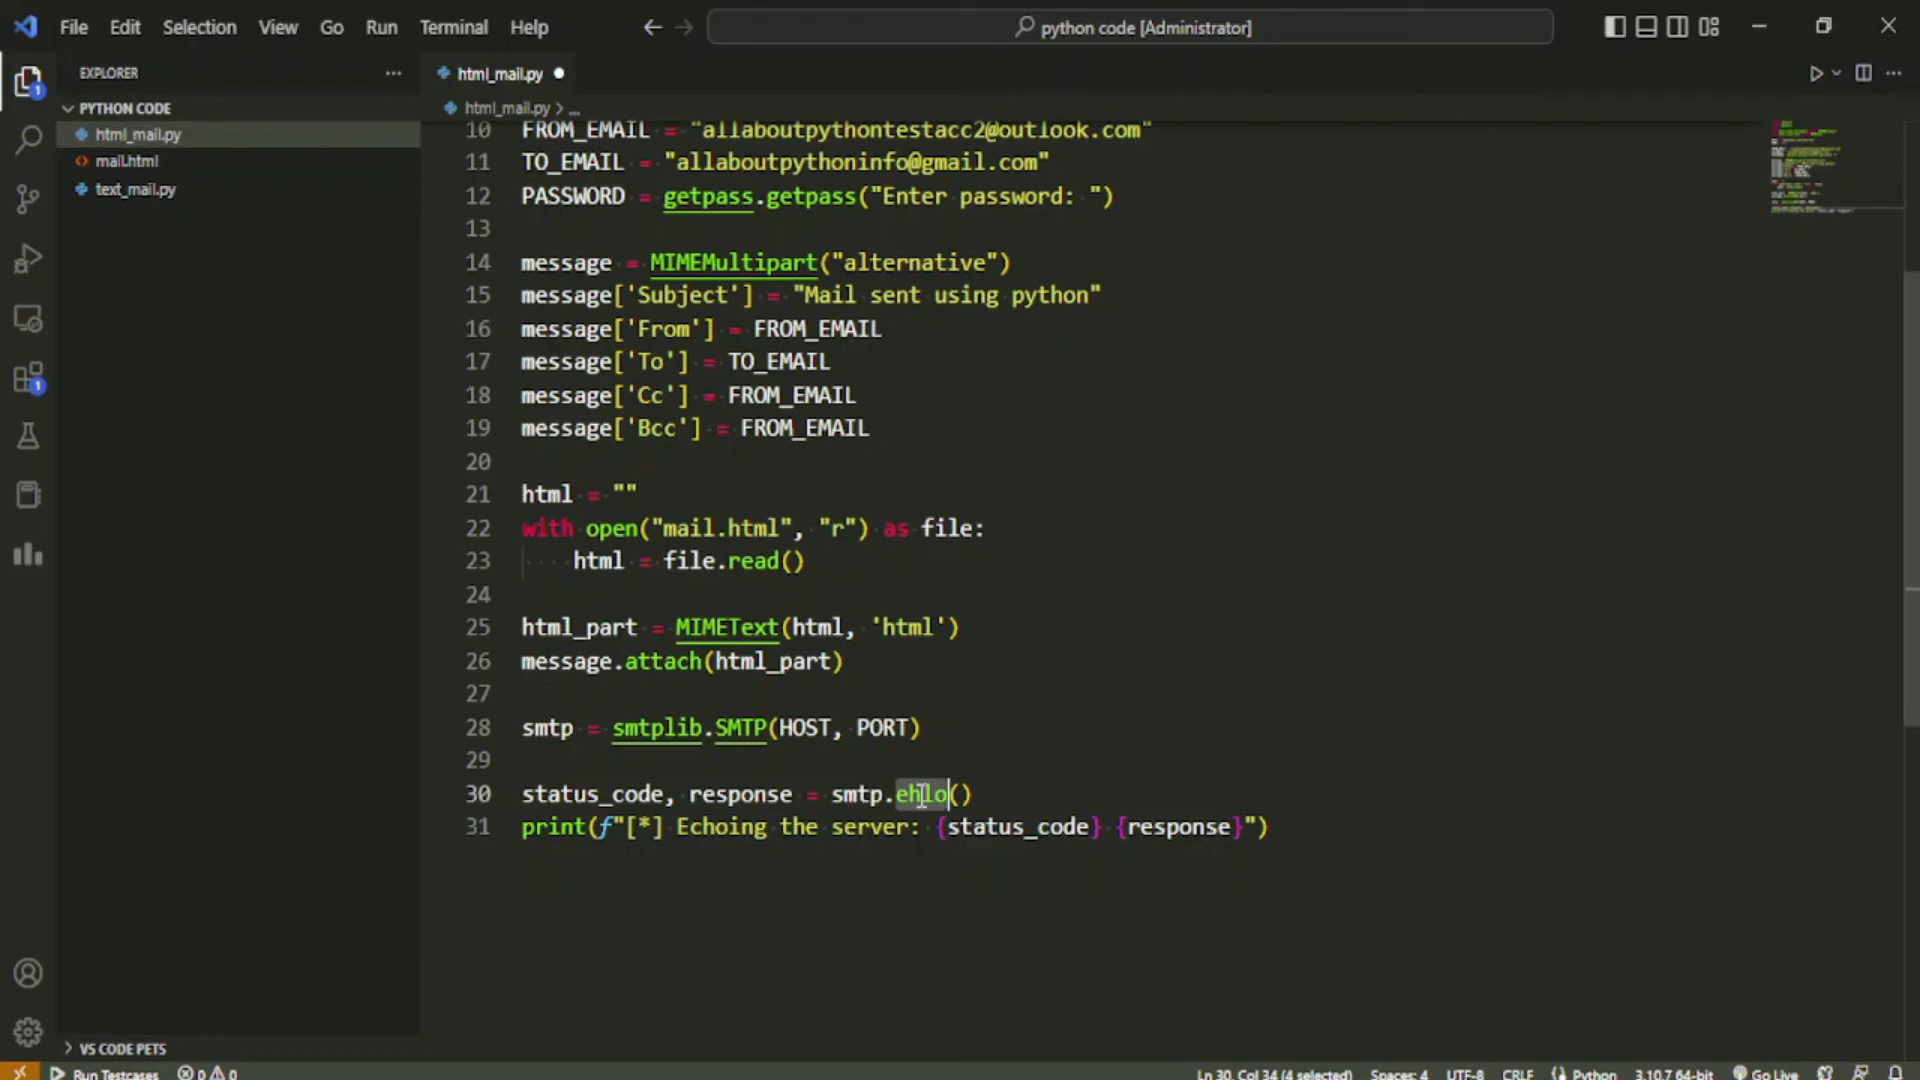 File Edit Selection View Go Run Terminal Help
python code [Administrator]
EXPLORER
html_mail.py
PYTHON CODE
html_mail.py
mail.html
text_mail.py
html_mail.py > ...
10 FROM_EMAIL = "allaboutpythontestacc2@outlook.com"
11 TO_EMAIL = "allaboutpythoninfo@gmail.com"
12 PASSWORD = getpass.getpass("Enter password: ")
13
14 message = MIMEMultipart("alternative")
15 message['Subject'] = "Mail sent using python"
16 message['From'] = FROM_EMAIL
17 message['To'] = TO_EMAIL
18 message['Cc'] = FROM_EMAIL
19 message['Bcc'] = FROM_EMAIL
20
21 html = ""
22 with open("mail.html", "r") as file:
23 html = file.read()
24
25 html_part = MIMEText(html, 'html')
26 message.attach(html_part)
27
28 smtp = smtplib.SMTP(HOST, PORT)
29
30 status_code, response = smtp.ehlo()
31 print(f"[*] Echoing the server: {status_code} {response}")
1
1
VS CODE PETS
Run Testcases 0 0 Ln 30, Col 34 (4 selected) Spaces: 4 UTF-8 CRLF Python 3.10.7 64-bit Go Live